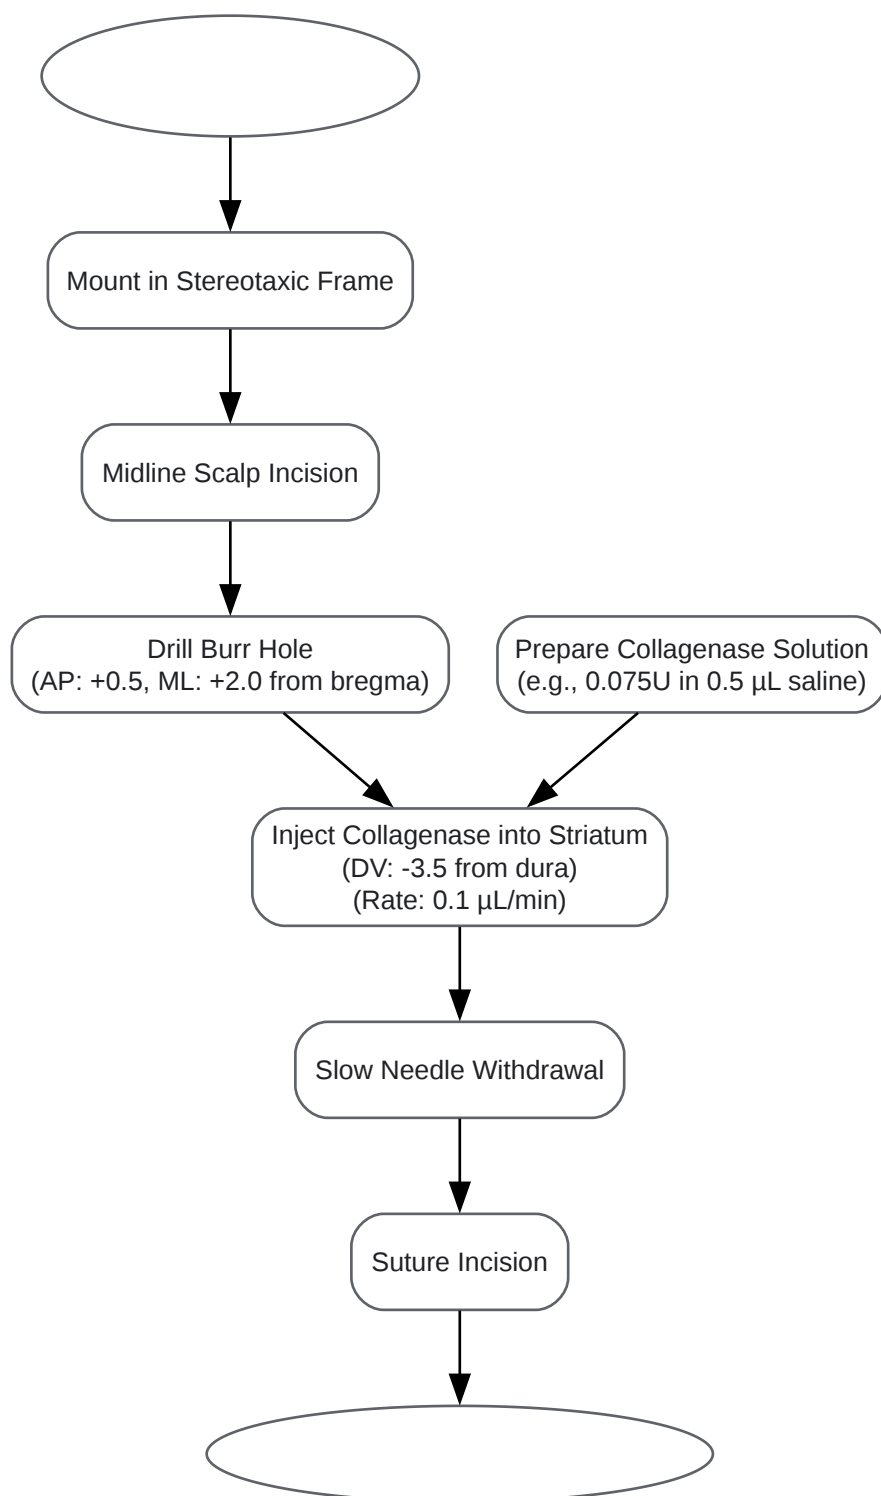 Mount in Stereotaxic Frame
Midline Scalp Incision
Drill Burr Hole
(AP: +0.5, ML: +2.0 from bregma)
Prepare Collagenase Solution
(e.g., 0.075U in 0.5 µL saline)
Inject Collagenase into Striatum
(DV: -3.5 from dura)
(Rate: 0.1 µL/min)
Slow Needle Withdrawal
Suture Incision